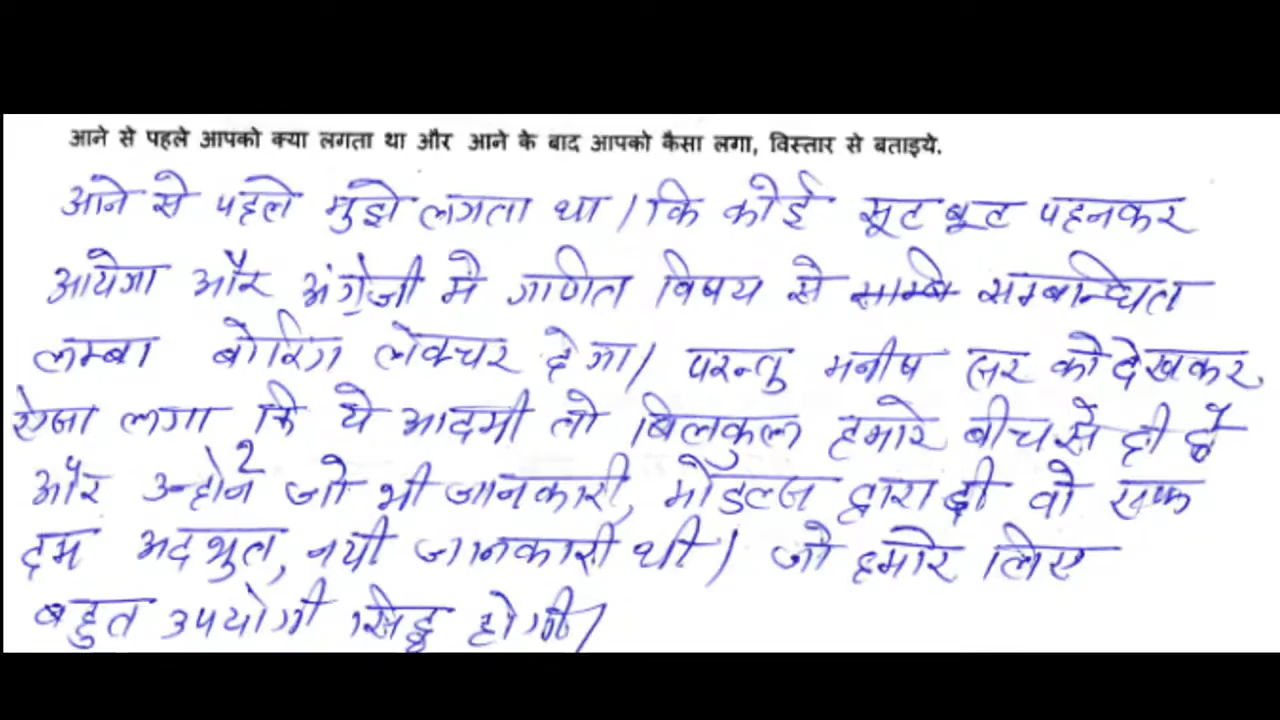 आने से पहले आपको क्या लगता था और आने के बाद आपको कैसा लगा, विस्तार से बताइये.
आने से पहले मुझे लगता था। कि कोई सूट बूट पहनकर
आयेगा और अंग्रेजी मे गणित विषय से सम्बन्धित
लम्बा बोरिंग लेक्चर देगा। परन्तु मनीष सर को देखकर
ऐसा लगा कि ये आदमी तो बिलकुल हमारे बीच से ही है
और उन्होने जो भी जानकारी, मोडल्स द्वारा दी वो एक
दम अदभुत, नयी जानकारी थी। जो हमारे लिए
बहुत उपयोगी सिद्ध होगी।